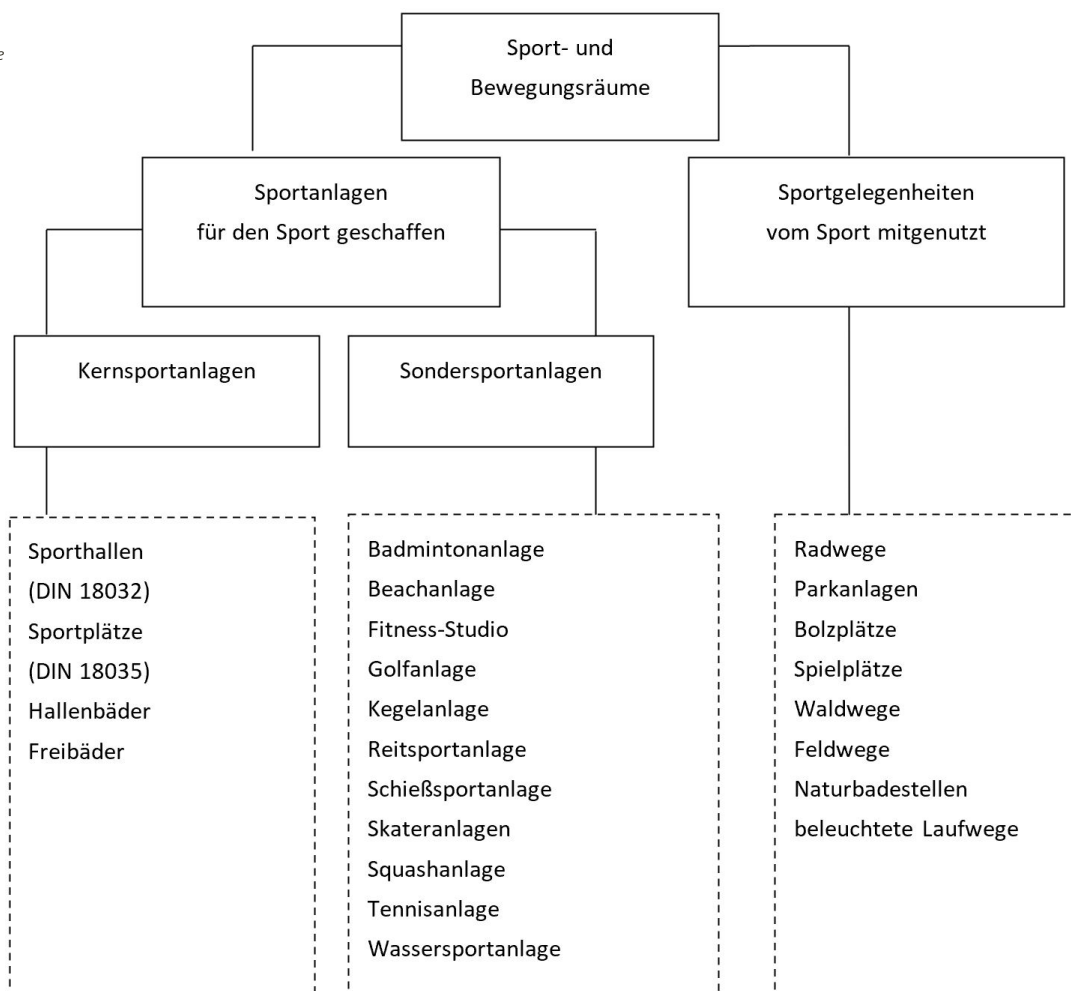 Sport- und
Bewegungsräume
Sportanlagen
für den Sport geschaffen
Sportgelegenheiten
vom Sport mitgenutzt
Kernsportanlagen
Sondersportanlagen
Sporthallen
(DIN 18032)
Sportplätze
(DIN 18035)
Hallenbäder
Freibäder
Badmintonanlage
Beachanlage
Fitness-Studio
Golfanlage
Kegelanlage
Reitsportanlage
Schießsportanlage
Skateranlagen
Squashanlage
Tennisanlage
Wassersportanlage
Radwege
Parkanlagen
Bolzplätze
Spielplätze
Waldwege
Feldwege
Naturbadestellen
beleuchtete Laufwege